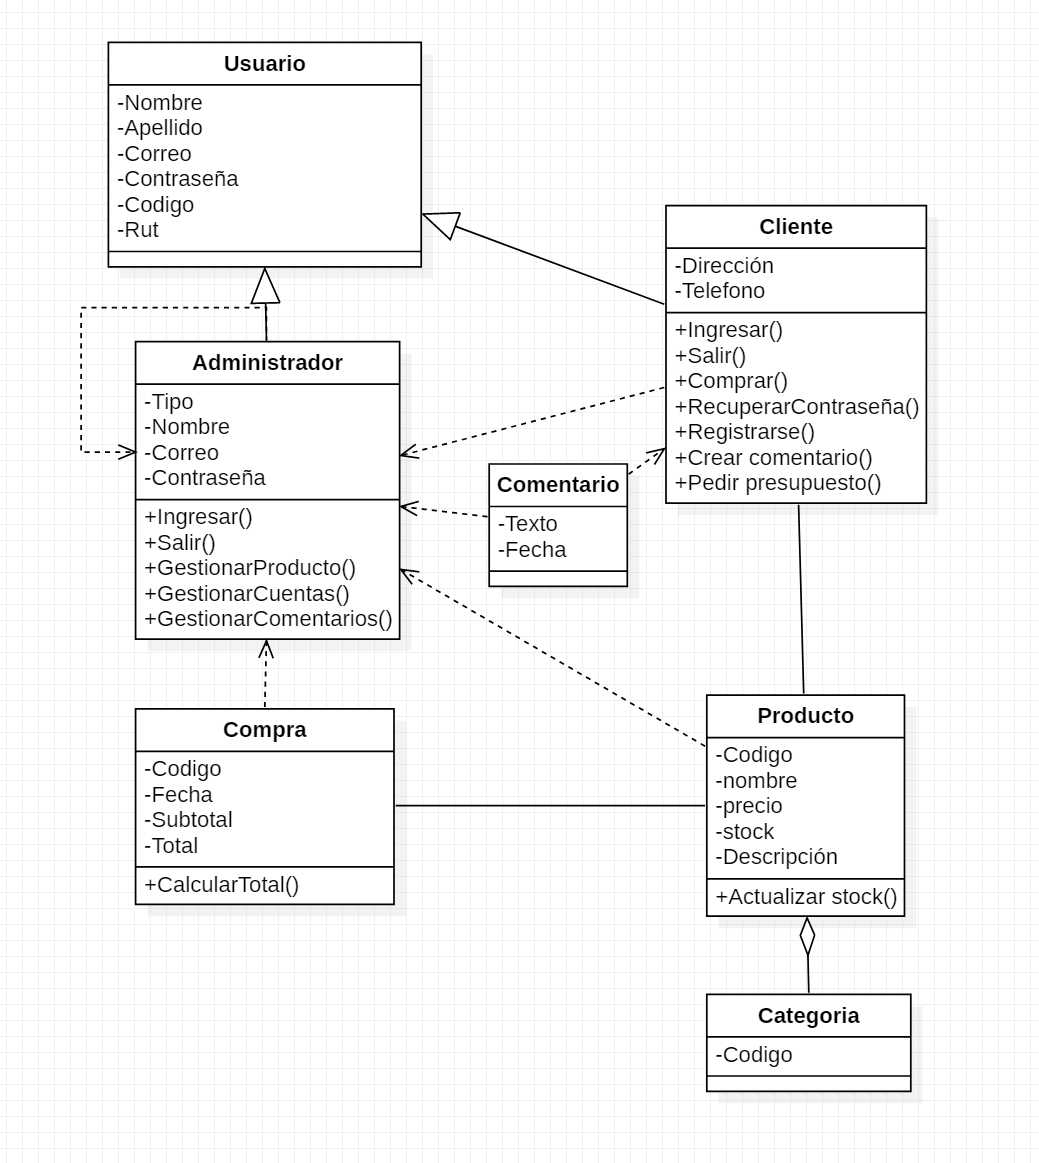 Usuario
-Nombre
-Apellido
-Correo
-Contraseña
-Codigo
-Rut
Cliente
-Dirección
-Telefono
+Ingresar()
+Salir()
+Comprar()
+RecuperarContraseña()
+Registrarse()
+Crear comentario()
+Pedir presupuesto()
Administrador
-Tipo
-Nombre
-Correo
-Contraseña
+Ingresar()
+Salir()
+GestionarProducto()
+GestionarCuentas()
+GestionarComentarios()
Comentario
-Texto
-Fecha
Compra
-Codigo
-Fecha
-Subtotal
-Total
+CalcularTotal()
Producto
-Codigo
-nombre
-precio
-stock
-Descripción
+Actualizar stock()
Categoria
-Codigo